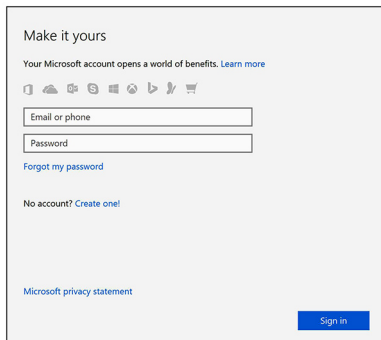 Make it yours
Your Microsoft account opens a world of benefits. Learn more
Email or phone
Password
Forgot my password
No account? Create one!
Microsoft privacy statement
Sign in